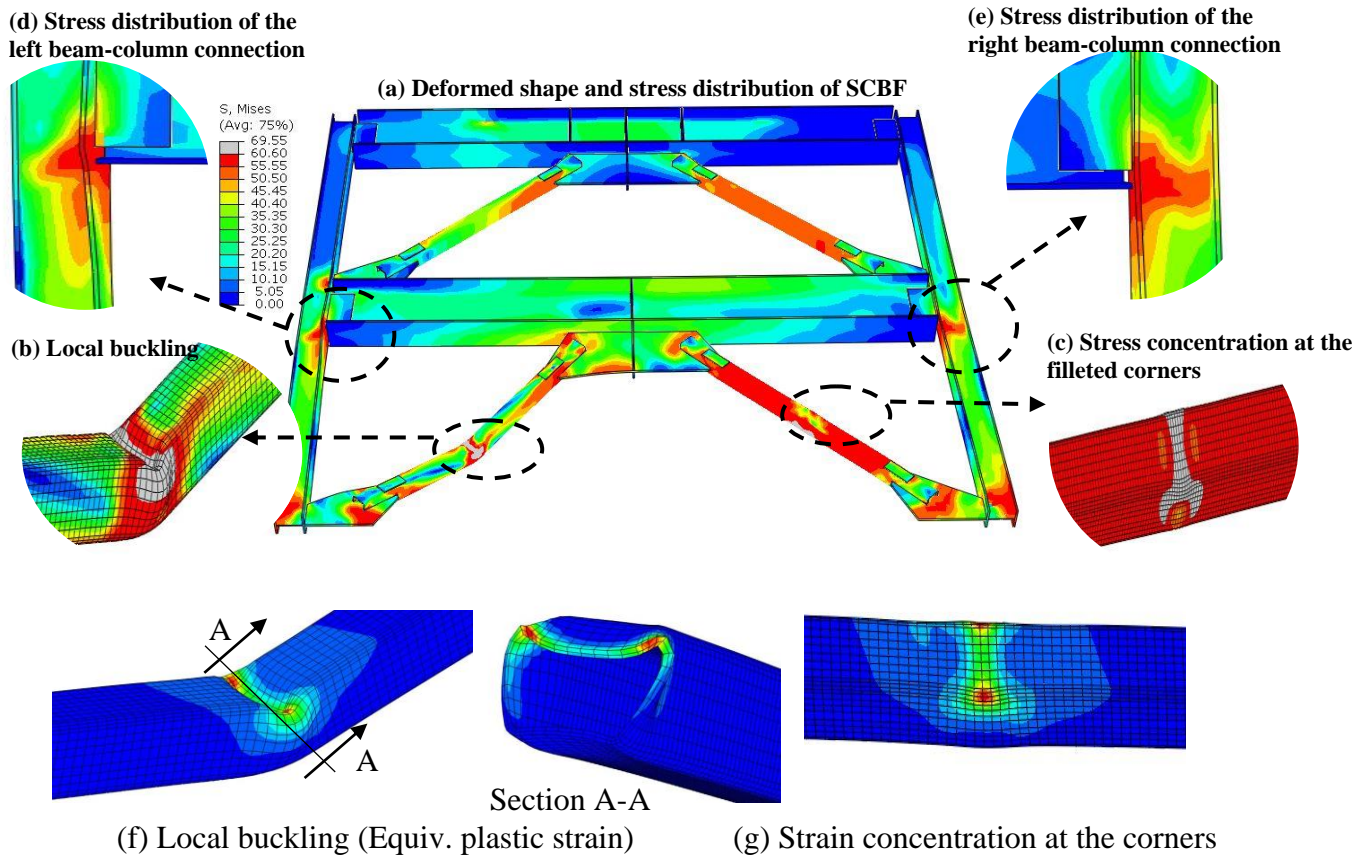 (d) Stress distribution of the
left beam-column connection
(e) Stress distribution of the
right beam-column connection
(a) Deformed shape and stress distribution of SCBF
S, Mises
(Avg: 75%)
69.55
60.60
55.55
50.50
45.45
40.40
35.30
30.30
25.25
20.20
15.15
10.10
5.05
0.00
(b) Local buckling
(c) Stress concentration at the
filleted corners
A
A
Section A-A
(f) Local buckling (Equiv. plastic strain)
(g) Strain concentration at the corners